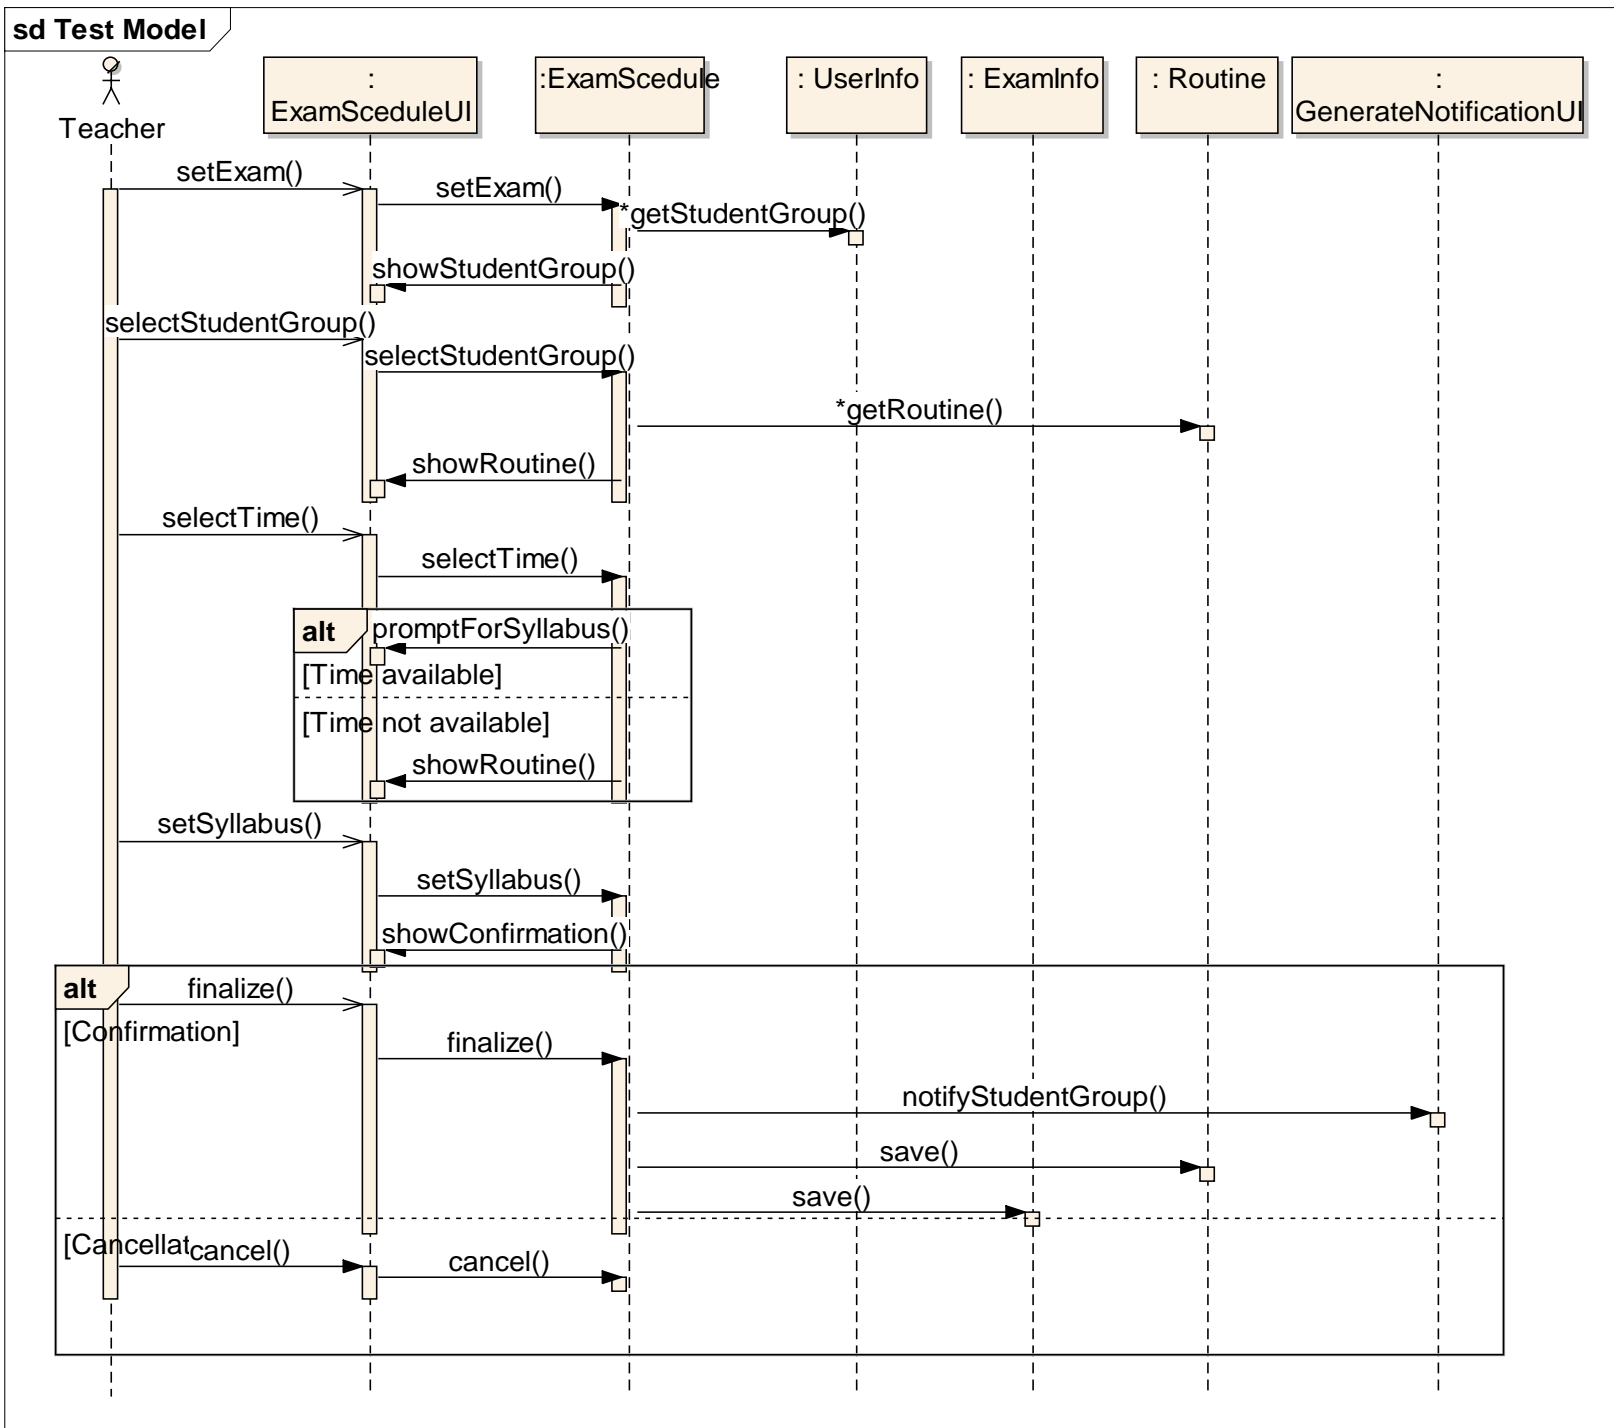 sd Test Model
Teacher
:
ExamSceduleUI
:ExamScedule
: UserInfo
: ExamInfo
: Routine
:
GenerateNotificationUI
setExam()
setExam()
*getStudentGroup()
showStudentGroup()
selectStudentGroup()
selectStudentGroup()
*getRoutine()
showRoutine()
selectTime()
selectTime()
alt
promptForSyllabus()
[Time available]
[Time not available]
showRoutine()
setSyllabus()
setSyllabus()
showConfirmation()
alt
finalize()
[Confirmation]
finalize()
notifyStudentGroup()
save()
save()
[Cancellat
cancel()
cancel()